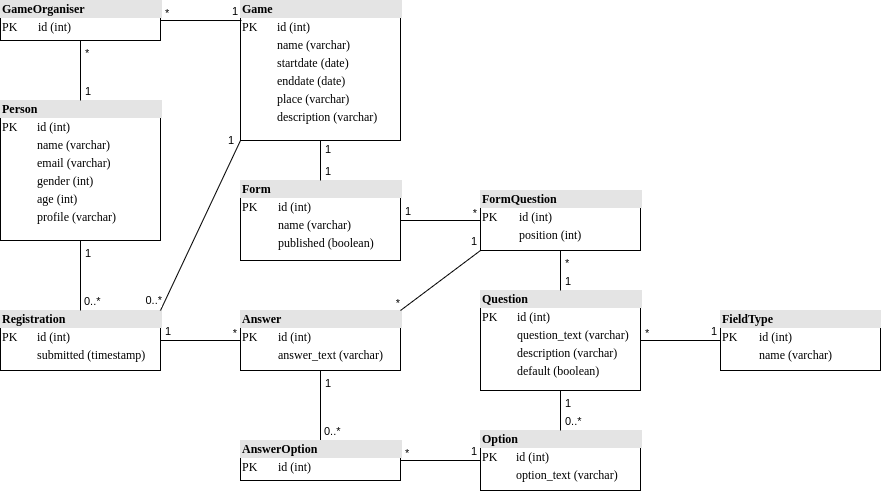 GameOrganiser
PK id (int)
* 1
Game
PK id (int)
name (varchar)
startdate (date)
enddate (date)
place (varchar)
description (varchar)
*
1
Person
PK id (int)
name (varchar)
email (varchar)
gender (int)
age (int)
profile (varchar)
1
1
1
Form
PK id (int)
name (varchar)
published (boolean)
1 *
FormQuestion
PK id (int)
position (int)
1
*
*
1
1
0..*
0..*
Registration
PK id (int)
submitted (timestamp)
1 *
Answer
PK id (int)
answer_text (varchar)
Question
PK id (int)
question_text (varchar)
description (varchar)
default (boolean)
* 1
FieldType
PK id (int)
name (varchar)
1
0..*
1
0..*
AnswerOption
PK id (int)
* 1
Option
PK id (int)
option_text (varchar)